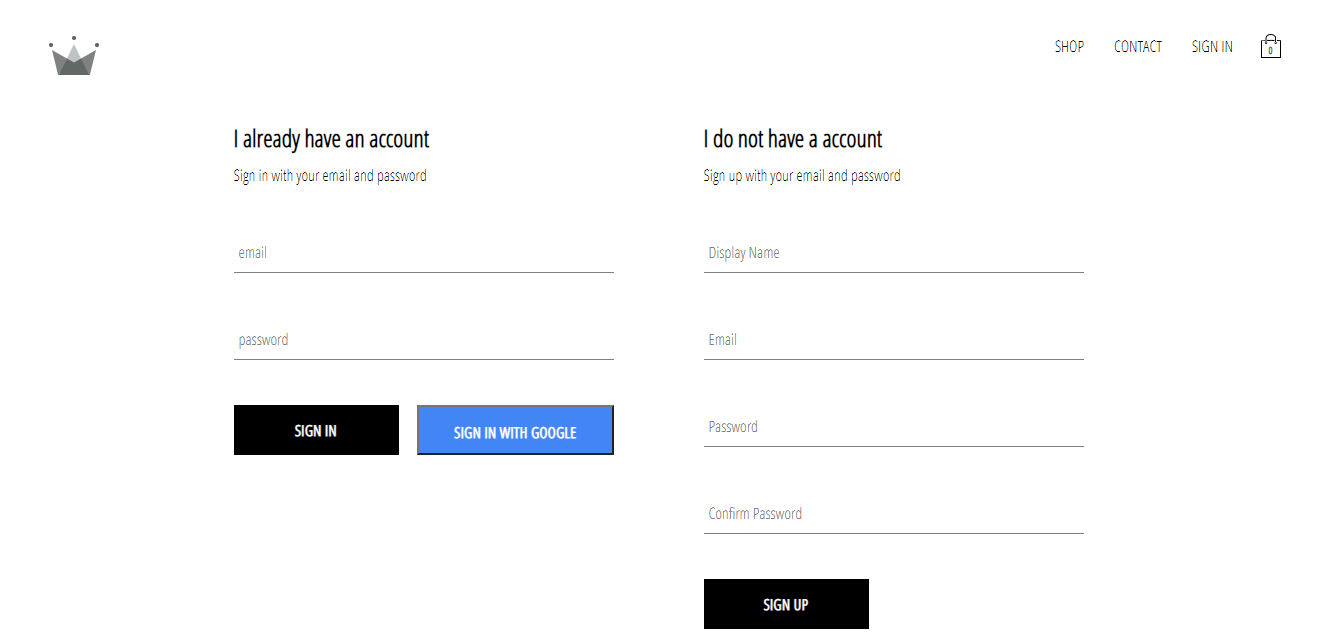 SHOP
CONTACT
SIGN IN
0
I already have an account
Sign in with your email and password
email
password
SIGN IN
SIGN IN WITH GOOGLE
I do not have a account
Sign up with your email and password
Display Name
Email
Password
Confirm Password
SIGN UP